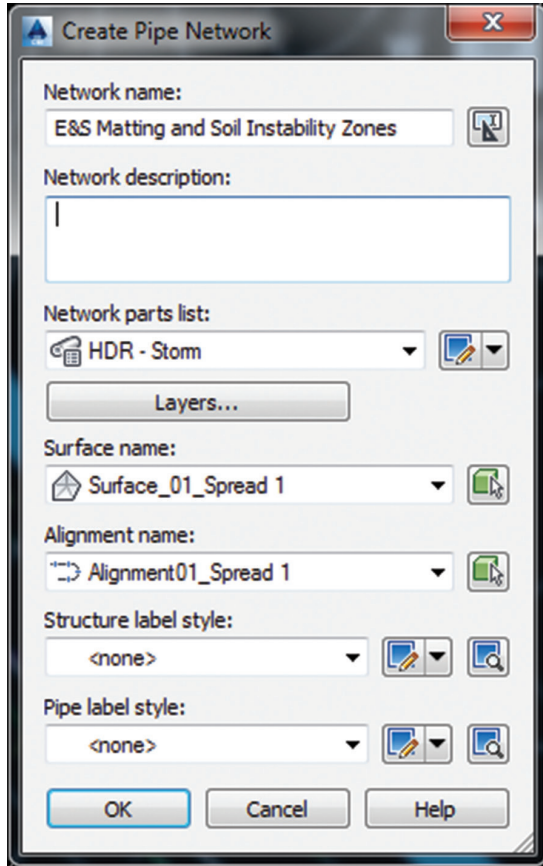 Create Pipe Network
Network name:
E&S Matting and Soil Instability Zones
Network description:
Network parts list:
HDR - Storm
Layers...
Surface name:
Surface_01_Spread 1
Alignment name:
Alignment01_Spread 1
Structure label style:
<none>
Pipe label style:
<none>
OK Cancel Help